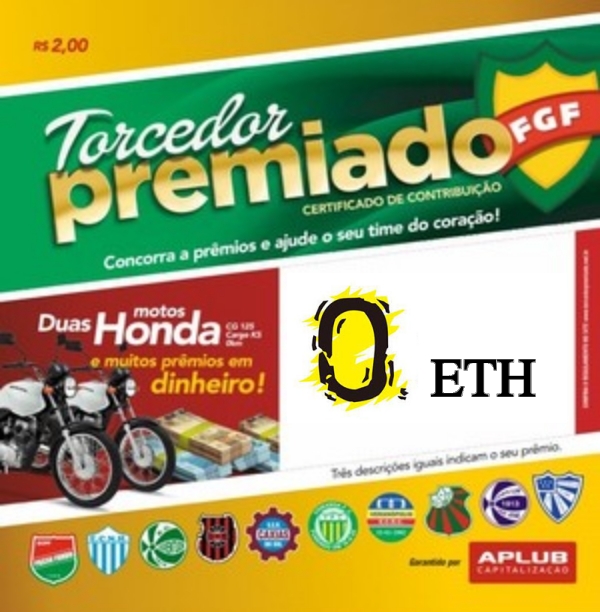 R$ 2,00
Torcedor
premiado
FGF
CERTIFICADO DE CONTRIBUIÇÃO
Concorra a prêmios e ajude o seu time do coração!
Duas motos Honda CG 125 Cargo KS 0km
e muitos prêmios em
dinheiro!
0. ETH
Três descrições iguais indicam o seu prêmio.
CAXIAS
1913
Garantido por
APLUB
CAPITALIZAÇÃO